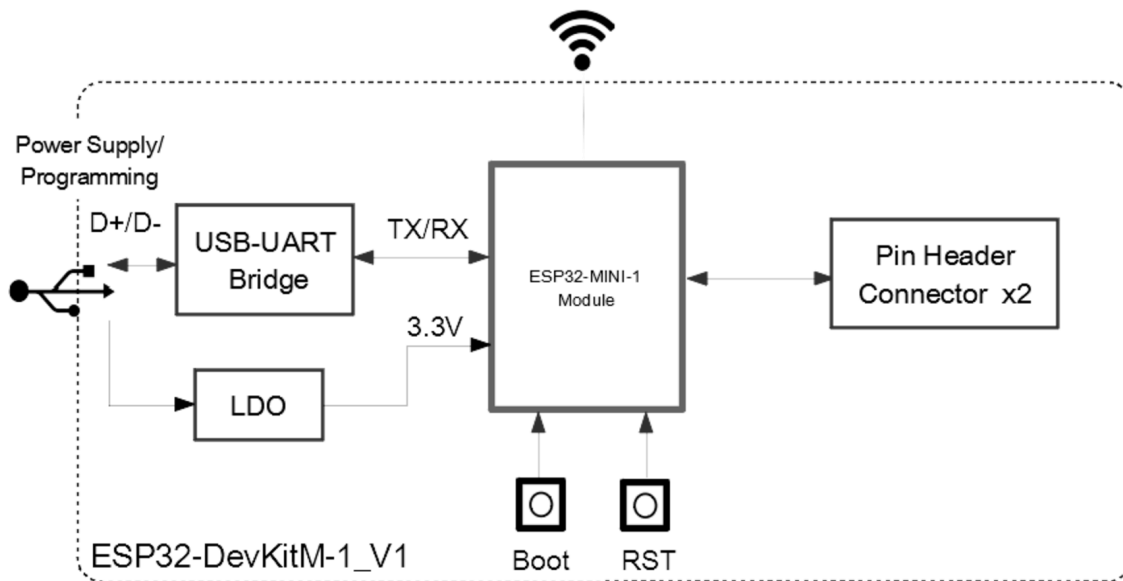 Power Supply/
Programming
D+/D-
USB-UART
Bridge
TX/RX
ESP32-MINI-1
Module
Pin Header
Connector x2
3.3V
LDO
Boot
RST
ESP32-DevKitM-1_V1